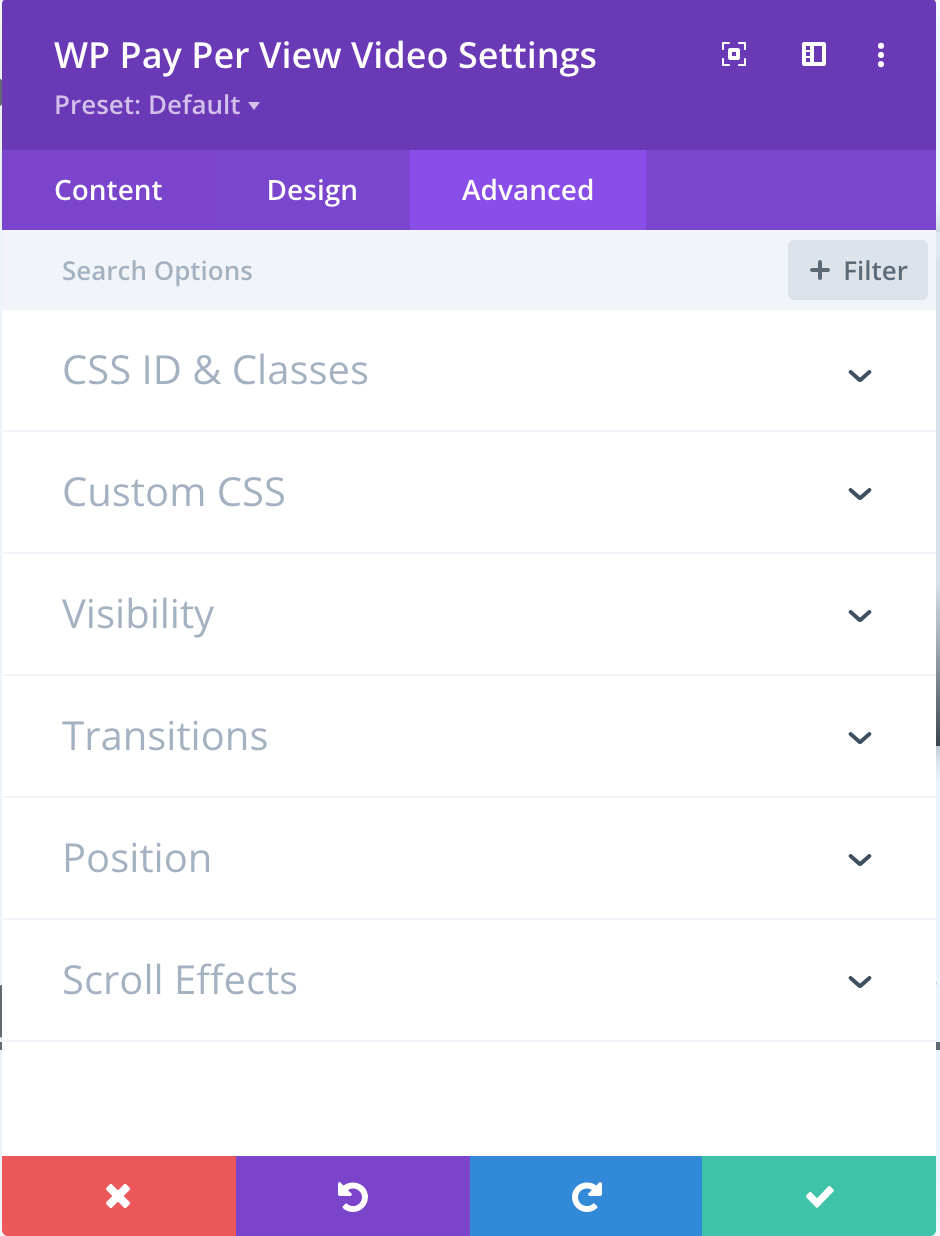 WP Pay Per View Video Settings
Preset: Default
Content Design Advanced
Search Options + Filter
CSS ID & Classes
Custom CSS
Visibility
Transitions
Position
Scroll Effects